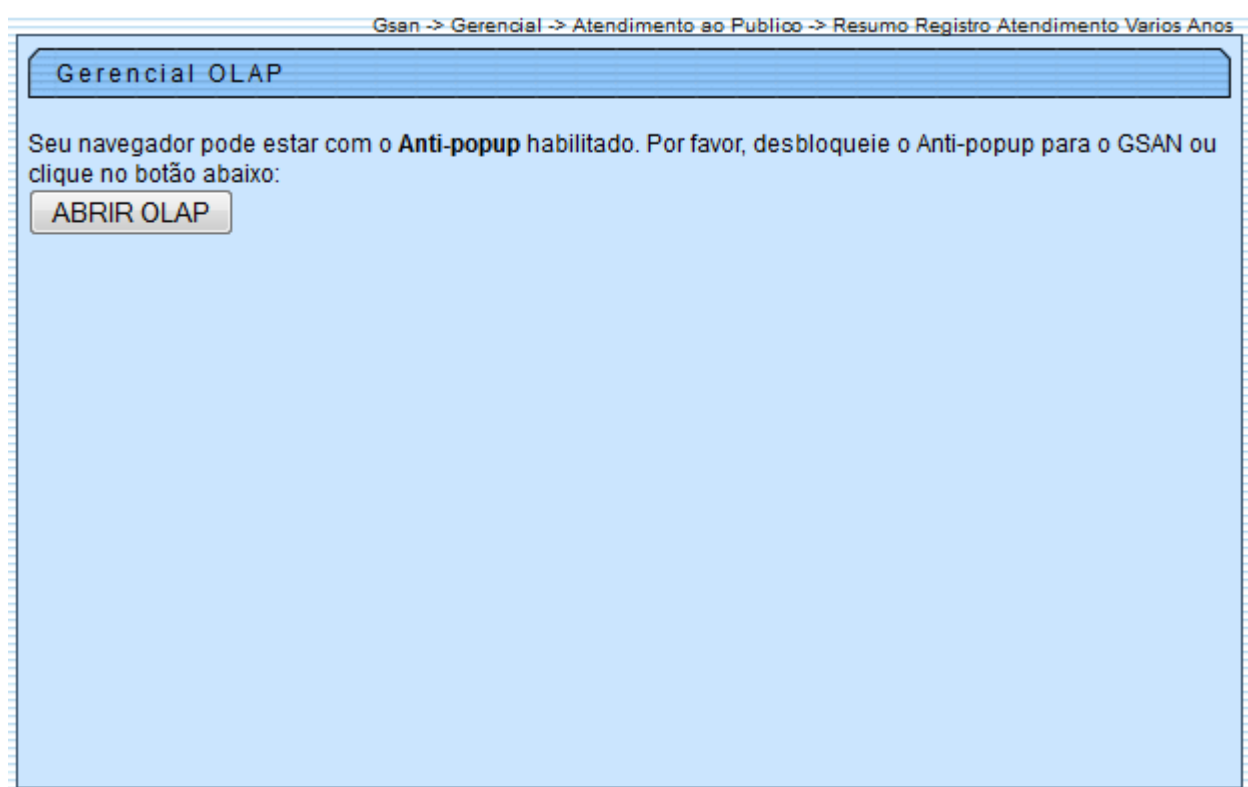 Gsan -> Gerencial -> Atendimento ao Publico -> Resumo Registro Atendimento Varios Anos
Gerencial OLAP
Seu navegador pode estar com o Anti-popup habilitado. Por favor, desbloqueie o Anti-popup para o GSAN ou
clique no botão abaixo:
ABRIR OLAP